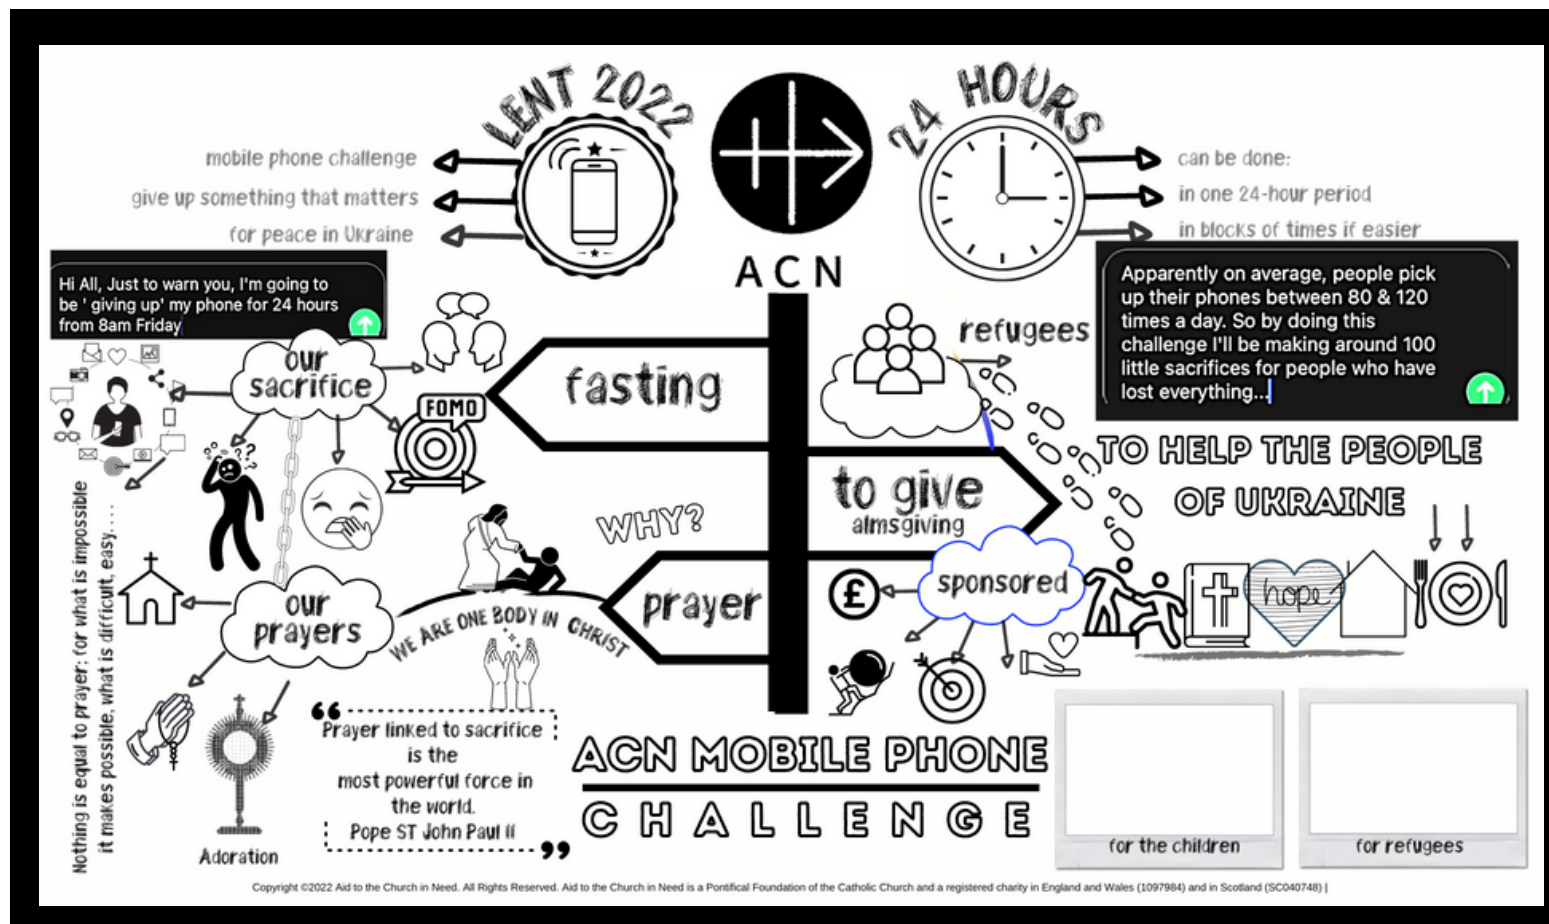 LENT 2022
24 HOURS
mobile phone challenge
give up something that matters
for peace in Ukraine
ACN
can be done:
in one 24-hour period
in blocks of times if easier
Hi All, Just to warn you, I'm going to
be ' giving up' my phone for 24 hours
from 8am Friday
Apparently on average, people pick
up their phones between 80 & 120
times a day. So by doing this
challenge I'll be making around 100
little sacrifices for people who have
lost everything...
our
sacrifice
FOMO
???
fasting
refugees
to give
almsgiving
TO HELP THE PEOPLE
OF UKRAINE
WHY?
prayer
sponsored
£
hope
our
prayers
WE ARE ONE BODY IN CHRIST
Nothing is equal to prayer: for what is impossible
it makes possible, what is difficult, easy....
Adoration
“Prayer linked to sacrifice
is the
most powerful force in
the world.
Pope ST John Paul II”
ACN MOBILE PHONE
CHALLENGE
for the children
for refugees
Copyright ©2022 Aid to the Church in Need. All Rights Reserved. Aid to the Church in Need is a Pontifical Foundation of the Catholic Church and a registered charity in England and Wales (1097984) and in Scotland (SC040748) |